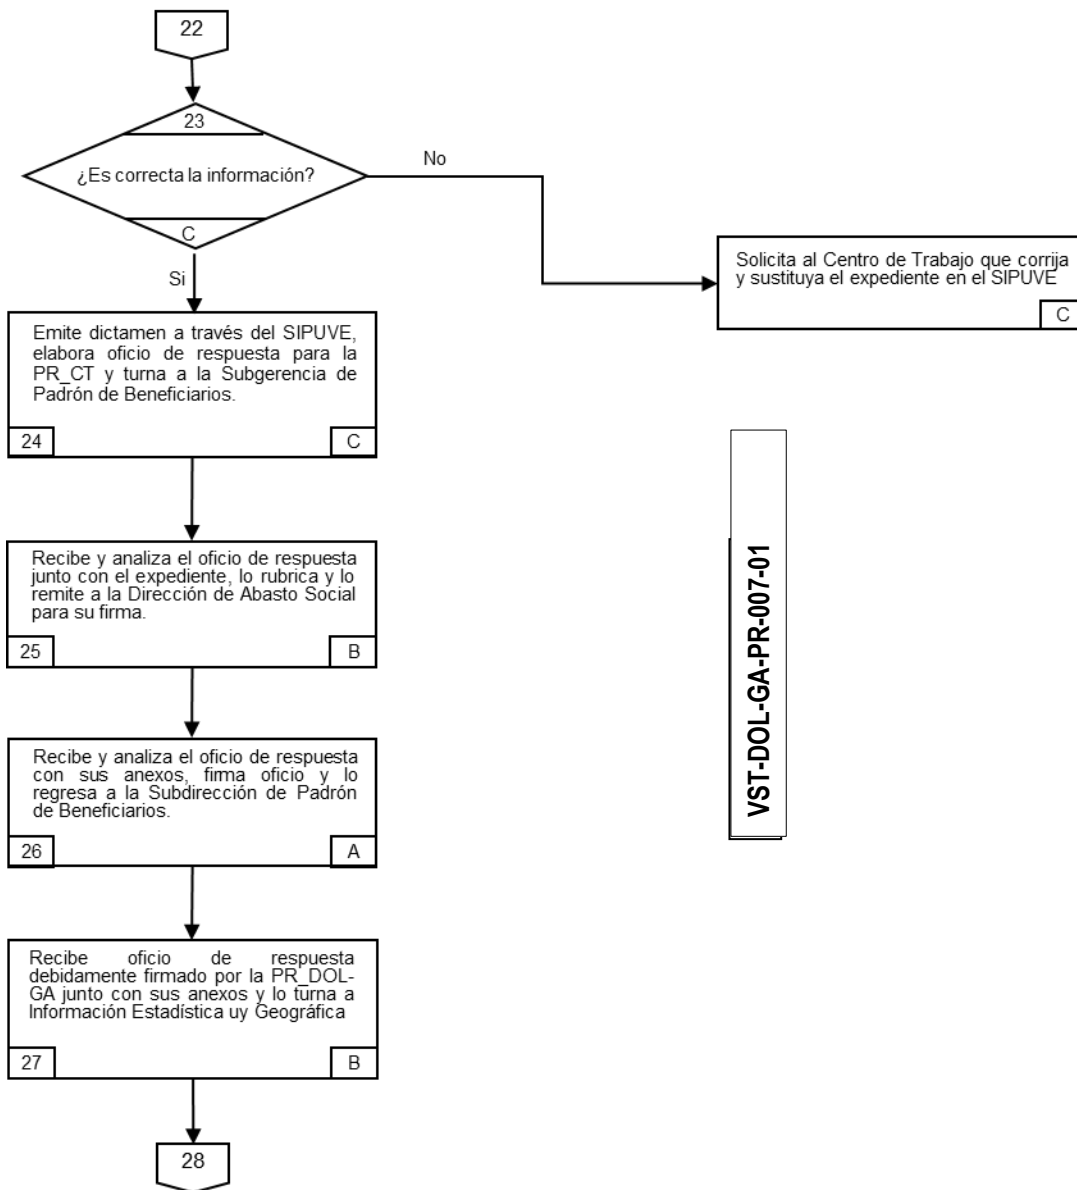 22
23
¿Es correcta la información?
C
No
Si
Solicita al Centro de Trabajo que corrija
y sustituya el expediente en el SIPUVE
C
Emite dictamen a través del SIPUVE,
elabora oficio de respuesta para la
PR_CT y turna a la Subgerencia de
Padrón de Beneficiarios.
24
C
Recibe y analiza el oficio de respuesta
junto con el expediente, lo rubrica y lo
remite a la Dirección de Abasto Social
para su firma.
25
B
VST-DOL-GA-PR-007-01
Recibe y analiza el oficio de respuesta
con sus anexos, firma oficio y lo
regresa a la Subdirección de Padrón
de Beneficiarios.
26
A
Recibe oficio de respuesta
debidamente firmado por la PR_DOL-
GA junto con sus anexos y lo turna a
Información Estadística uy Geográfica
27
B
28